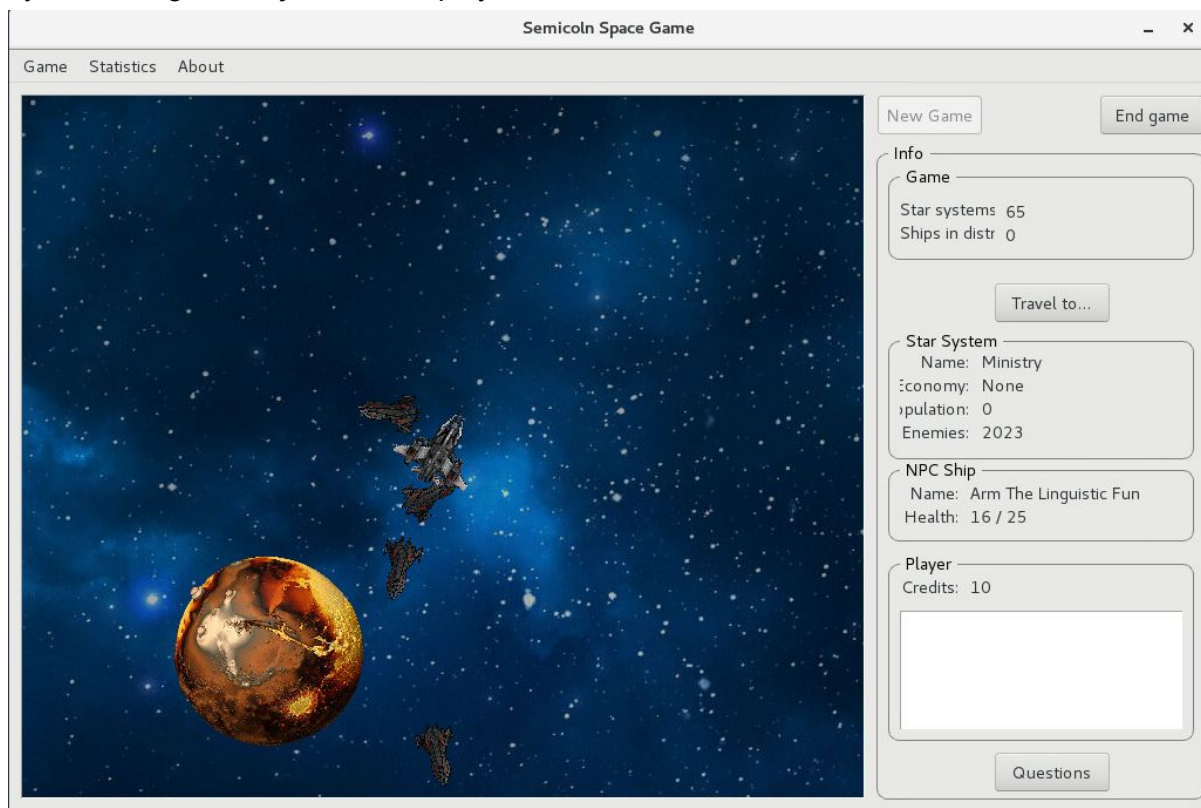 Semicoln Space Game
Game Statistics About
New Game End game
Info
Game
Star systems 65
Ships in distr 0
Travel to...
Star System
Name: Ministry
Economy: None
opulation: 0
Enemies: 2023
NPC Ship
Name: Arm The Linguistic Fun
Health: 16 / 25
Player
Credits: 10
Questions